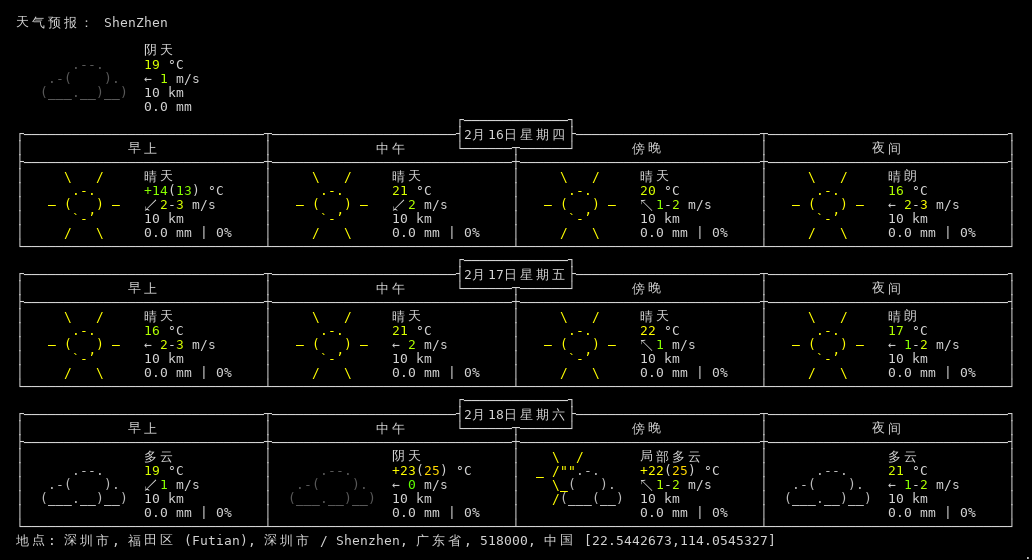 天气预报： ShenZhen
阴天
19 °C
← 1 m/s
10 km
0.0 mm
2月16日星期四
早上 中午 傍晚 夜间
晴天 晴天 晴天 晴朗
+14(13) °C 21 °C 20 °C 16 °C
↙ 2-3 m/s ↙ 2 m/s ↖ 1-2 m/s ← 2-3 m/s
10 km 10 km 10 km 10 km
0.0 mm | 0% 0.0 mm | 0% 0.0 mm | 0% 0.0 mm | 0%
2月17日星期五
早上 中午 傍晚 夜间
晴天 晴天 晴天 晴朗
16 °C 21 °C 22 °C 17 °C
← 2-3 m/s ← 2 m/s ↖ 1 m/s ← 1-2 m/s
10 km 10 km 10 km 10 km
0.0 mm | 0% 0.0 mm | 0% 0.0 mm | 0% 0.0 mm | 0%
2月18日星期六
早上 中午 傍晚 夜间
多云 阴天 局部多云 多云
19 °C +23(25) °C +22(25) °C 21 °C
↙ 1 m/s ← 0 m/s ↖ 1-2 m/s ← 1-2 m/s
10 km 10 km 10 km 10 km
0.0 mm | 0% 0.0 mm | 0% 0.0 mm | 0% 0.0 mm | 0%
地点: 深圳市, 福田区 (Futian), 深圳市 / Shenzhen, 广东省, 518000, 中国 [22.5442673,114.0545327]